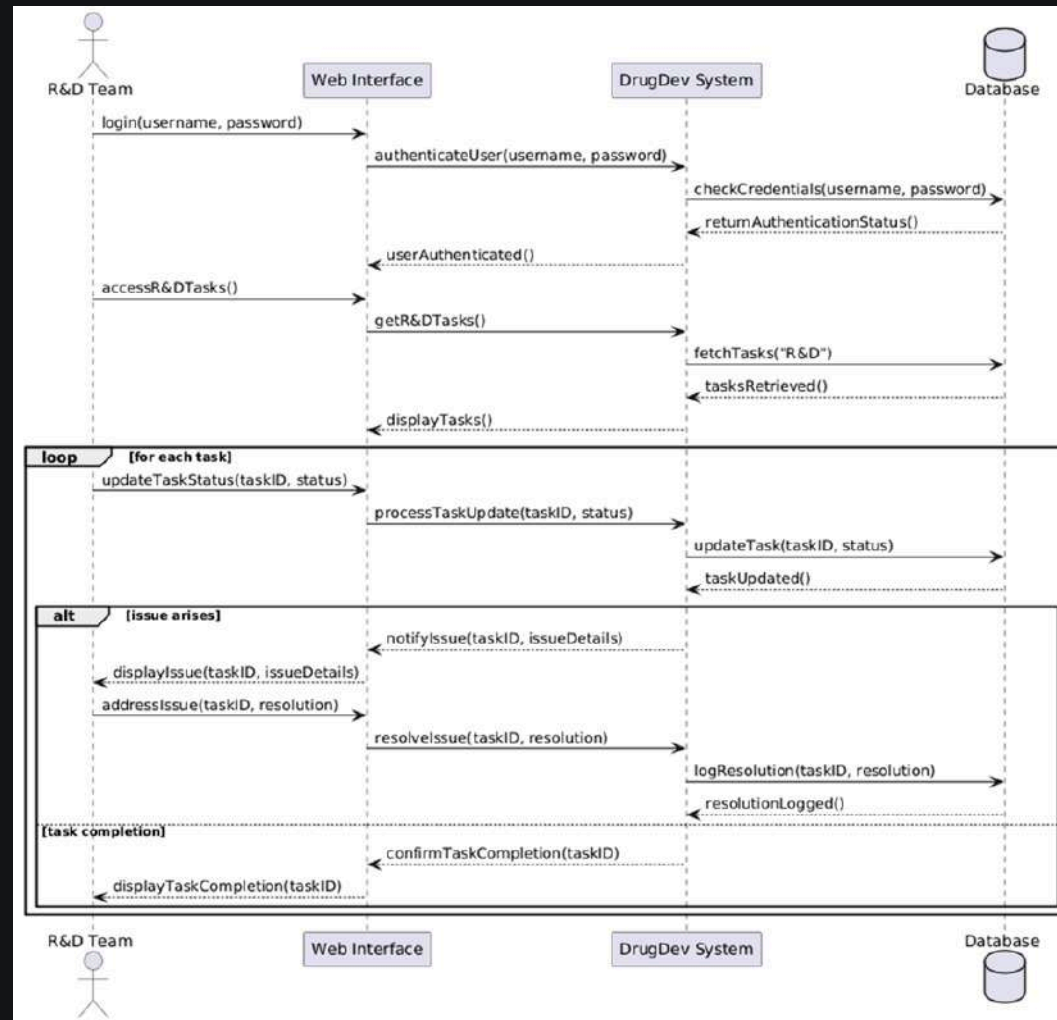 R&D Team
Web Interface
DrugDev System
Database
login(username, password)
authenticateUser(username, password)
checkCredentials(username, password)
returnAuthenticationStatus()
userAuthenticated()
accessR&DTasks()
getR&DTasks()
fetchTasks("R&D")
tasksRetrieved()
displayTasks()
loop [for each task]
updateTaskStatus(taskID, status)
processTaskUpdate(taskID, status)
updateTask(taskID, status)
taskUpdated()
alt [issue arises]
notifyIssue(taskID, issueDetails)
displayIssue(taskID, issueDetails)
addressIssue(taskID, resolution)
resolveIssue(taskID, resolution)
logResolution(taskID, resolution)
resolutionLogged()
[task completion]
confirmTaskCompletion(taskID)
displayTaskCompletion(taskID)
R&D Team
Web Interface
DrugDev System
Database